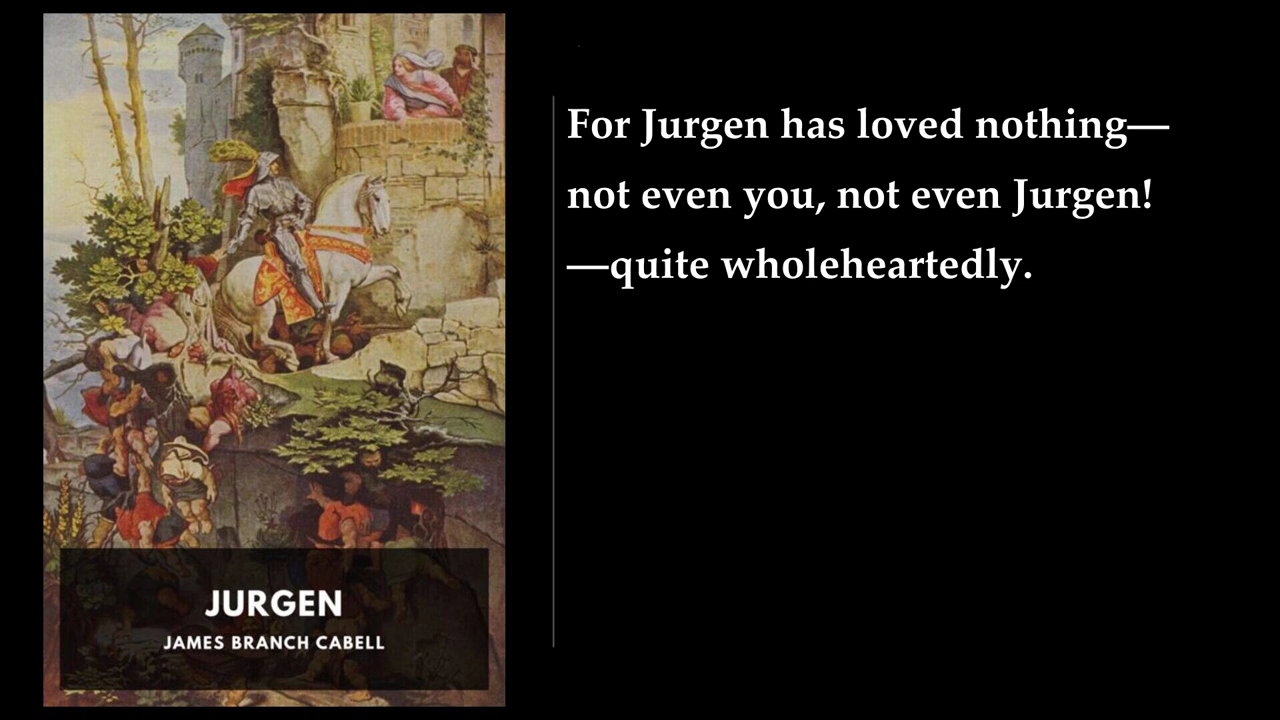 For Jurgen has loved nothing—
not even you, not even Jurgen!
—quite wholeheartedly.
JURGEN
JAMES BRANCH CABELL